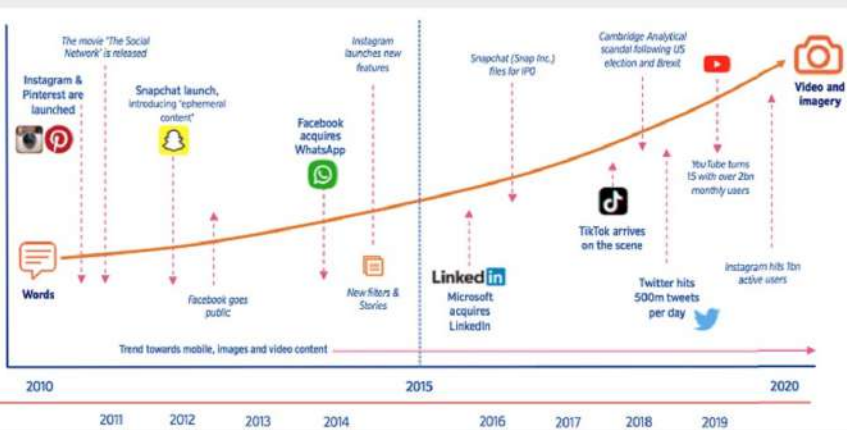 The movie 'The Social
Network' is released
Instagram &
Pinterest are
launched
Snapchat launch,
introducing 'ephemeral
content'
Facebook
acquires
WhatsApp
Instagram
launches new
features
Snapchat (Snap Inc.)
files for IPO
Cambridge Analytical
scandal following US
election and Brexit
Video and
imagery
YouTube turns
15 with over 2bn
monthly users
TikTok arrives
on the scene
Words
Facebook goes
public
New filters &
Stories
Linked in
Microsoft
acquires
LinkedIn
Twitter hits
500m tweets
per day
Instagram hits 1bn
active users
Trend towards mobile, images and video content
2010
2015
2020
2011
2012
2013
2014
2016
2017
2018
2019